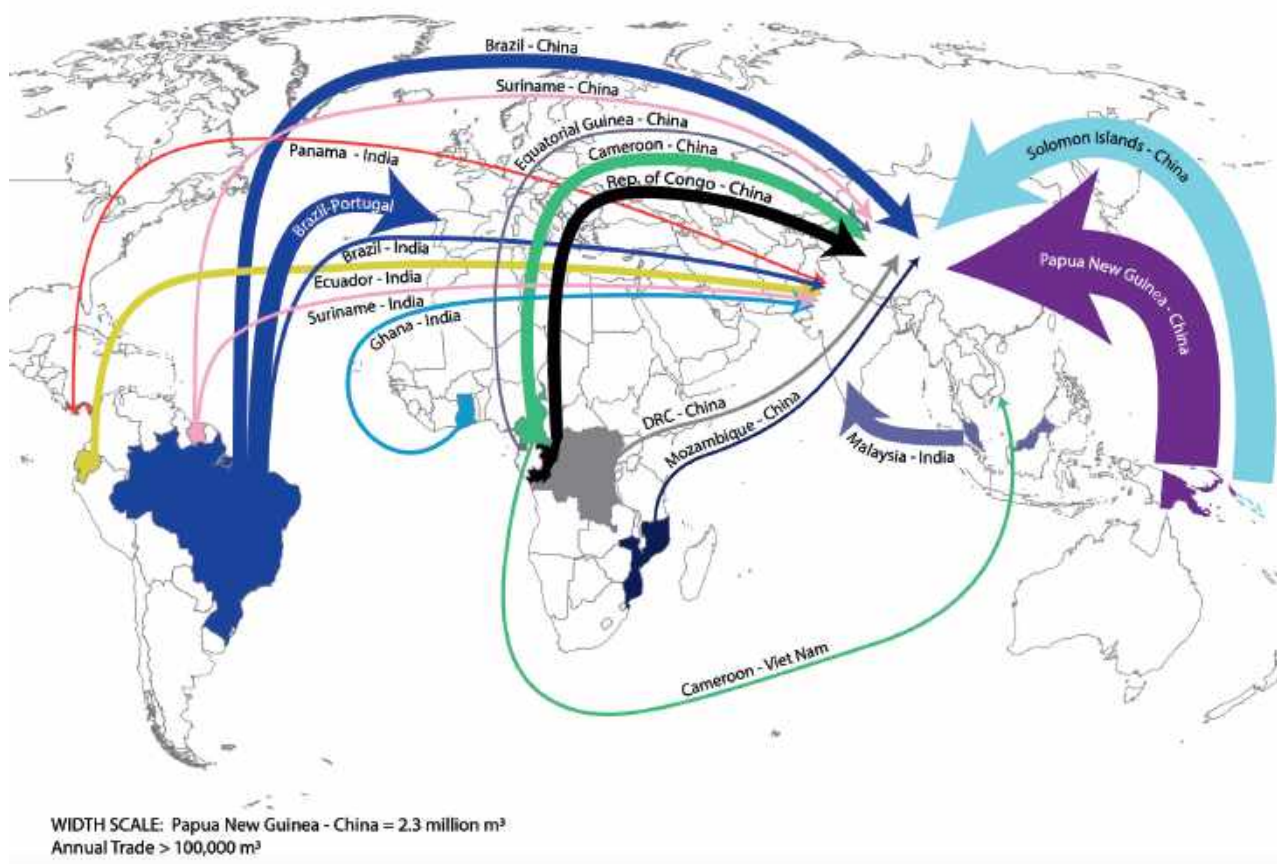 Brazil - China
Suriname - China
Equatorial Guinea - China
Solomon Islands - China
Panama - India
Cameroon - China
Rep. of Congo - China
Brazil-Portugal
Brazil - India
Papua New Guinea - China
Ecuador - India
Suriname - India
Ghana - India
DRC - China
Mozambique - China
Malaysia - India
Cameroon - Viet Nam
WIDTH SCALE: Papua New Guinea - China = 2.3 million m³
Annual Trade > 100,000 m³